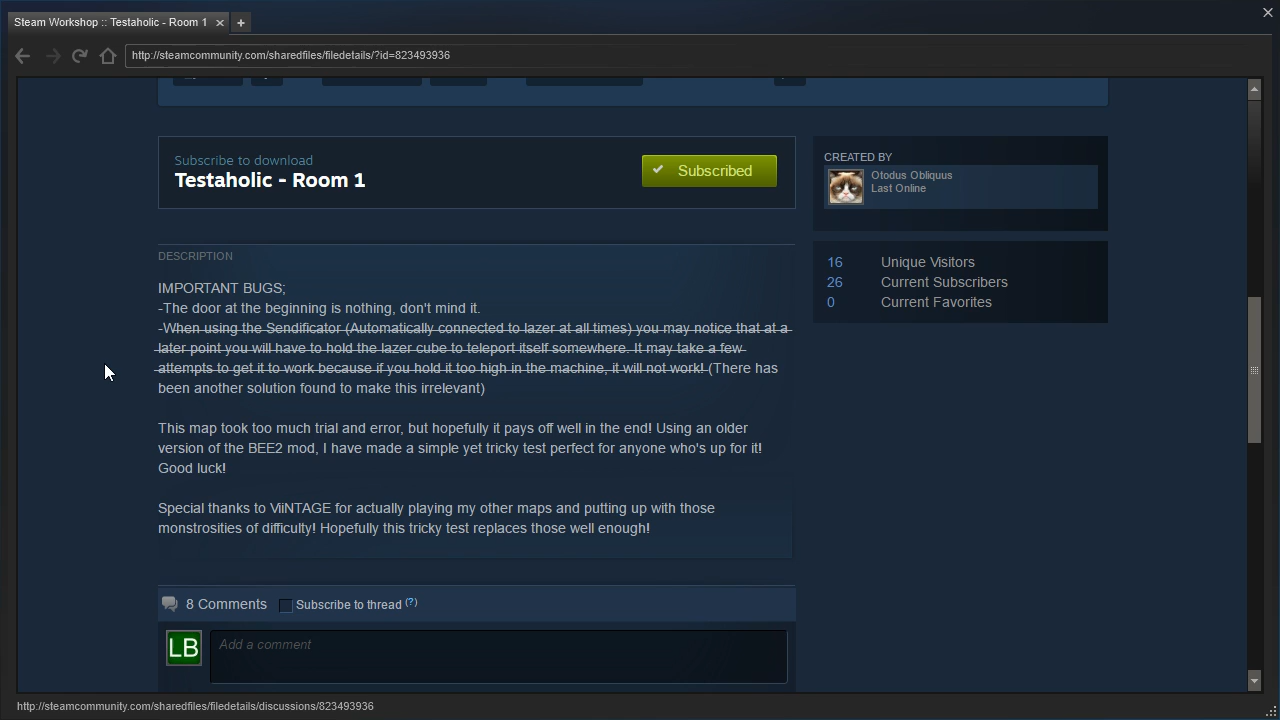 Steam Workshop :: Testaholic - Room 1
http://steamcommunity.com/sharedfiles/filedetails/?id=823493936
Subscribe to download
Testaholic - Room 1
Subscribed
CREATED BY
Otodus Obliquus
Last Online
16 Unique Visitors
26 Current Subscribers
0 Current Favorites
DESCRIPTION
IMPORTANT BUGS;
-The door at the beginning is nothing, don't mind it.
-When using the Sendificator (Automatically connected to lazer at all times) you may notice that at a
later point you will have to hold the lazer cube to teleport itself somewhere. It may take a few
attempts to get it to work because if you hold it too high in the machine, it will not work! (There has
been another solution found to make this irrelevant)
This map took too much trial and error, but hopefully it pays off well in the end! Using an older
version of the BEE2 mod, I have made a simple yet tricky test perfect for anyone who's up for it!
Good luck!
Special thanks to ViiNTAGE for actually playing my other maps and putting up with those
monstrosities of difficulty! Hopefully this tricky test replaces those well enough!
8 Comments Subscribe to thread (?)
LB
Add a comment
http://steamcommunity.com/sharedfiles/filedetails/discussions/823493936